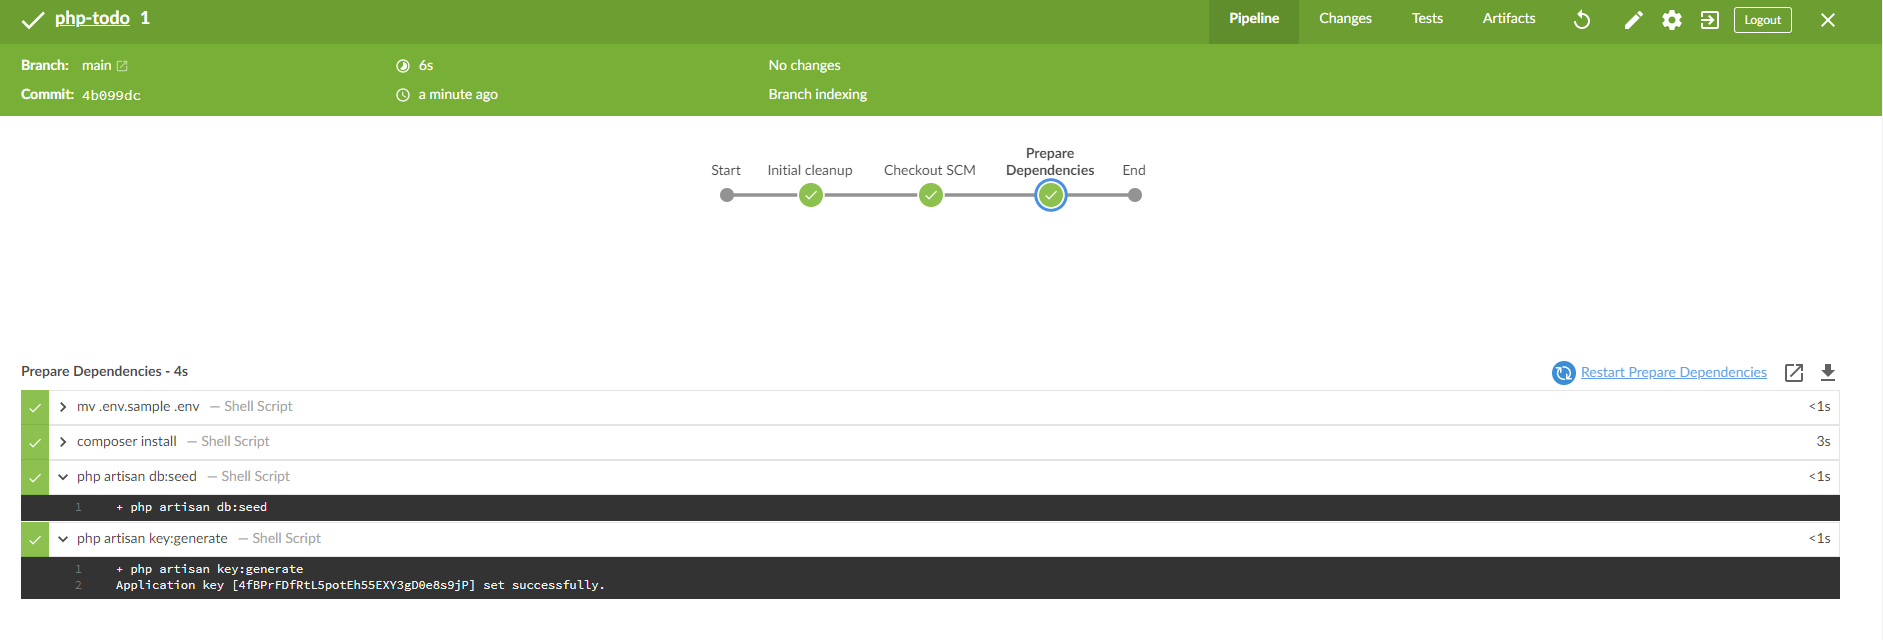 php-todo 1
Pipeline Changes Tests Artifacts Logout
Branch: main 6s No changes
Commit: 4b099dc a minute ago Branch indexing
Start Initial cleanup Checkout SCM Prepare Dependencies End
Prepare Dependencies - 4s Restart Prepare Dependencies
mv .env.sample .env — Shell Script <1s
composer install — Shell Script 3s
php artisan db:seed — Shell Script <1s
1 + php artisan db:seed
php artisan key:generate — Shell Script <1s
1 + php artisan key:generate
2 Application key [4fBPrFDfRtL5potEh55EXY3gD0e8s9jP] set successfully.